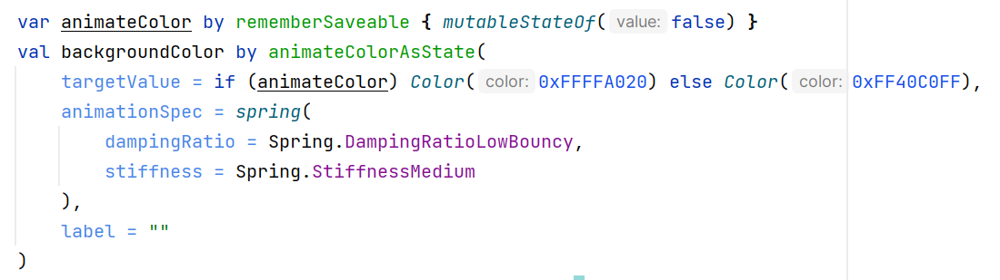 var animateColor by rememberSaveable { mutableStateOf( value: false) }
val backgroundColor by animateColorAsState(
    targetValue = if (animateColor) Color( color: 0xFFFFA020) else Color( color: 0xFF40C0FF),
    animationSpec = spring(
        dampingRatio = Spring.DampingRatioLowBouncy,
        stiffness = Spring.StiffnessMedium
    ),
    label = ""
)